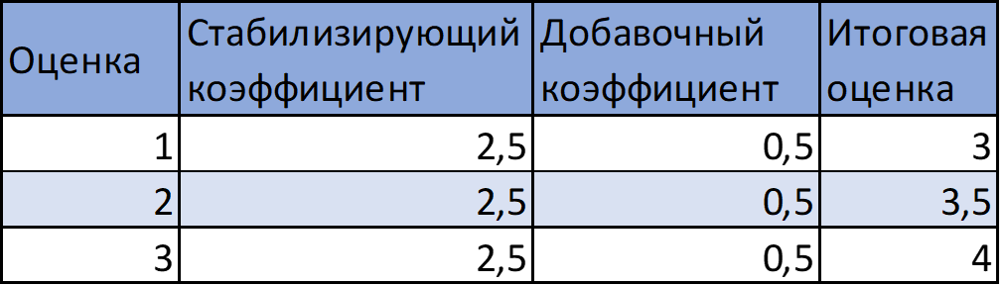 Оценка Стабилизирующий коэффициент Добавочный коэффициент Итоговая оценка
1 2,5 0,5 3
2 2,5 0,5 3,5
3 2,5 0,5 4